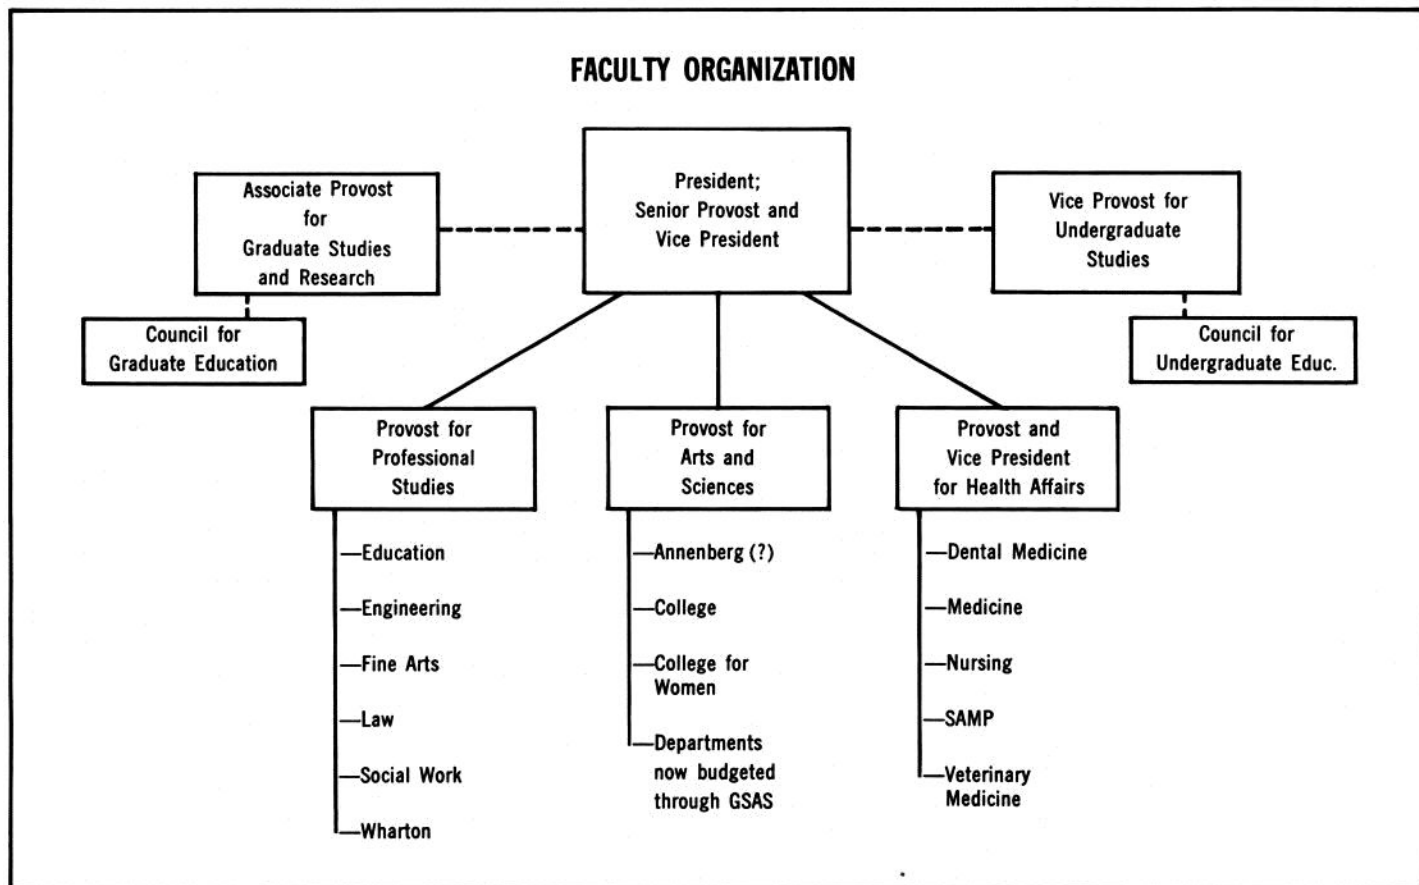 FACULTY ORGANIZATION
President;
Senior Provost and
Vice President
Associate Provost
for
Graduate Studies
and Research
Vice Provost for
Undergraduate
Studies
Council for
Graduate Education
Council for
Undergraduate Educ.
Provost for
Professional
Studies
—Education
—Engineering
—Fine Arts
—Law
—Social Work
—Wharton
Provost for
Arts and
Sciences
—Annenberg (?)
—College
—College for
Women
—Departments
now budgeted
through GSAS
Provost and
Vice President
for Health Affairs
—Dental Medicine
—Medicine
—Nursing
—SAMP
—Veterinary
Medicine